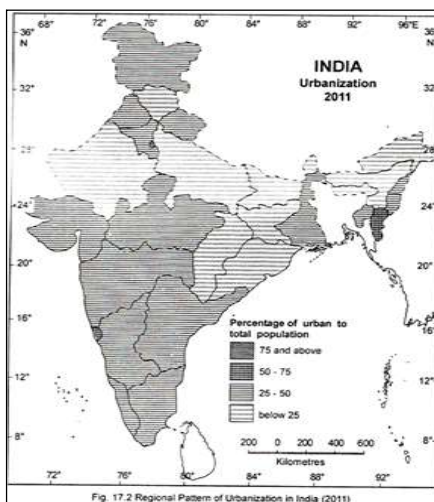 72° 76° 80° 84° 88° 92° 96°E
36°
N
36°
N
INDIA
Urbanization
2011
32°
32°
28°
28°
24°
24°
20°
20°
16°
16°
12°
12°
8°
8°
Percentage of urban to
total population
75 and above
50 - 75
25 - 50
below 25
200 0 200 400 600
Kilometres
72° 76° 80° 84° 88° 92°
Fig. 17.2 Regional Pattern of Urbanization in India (2011)